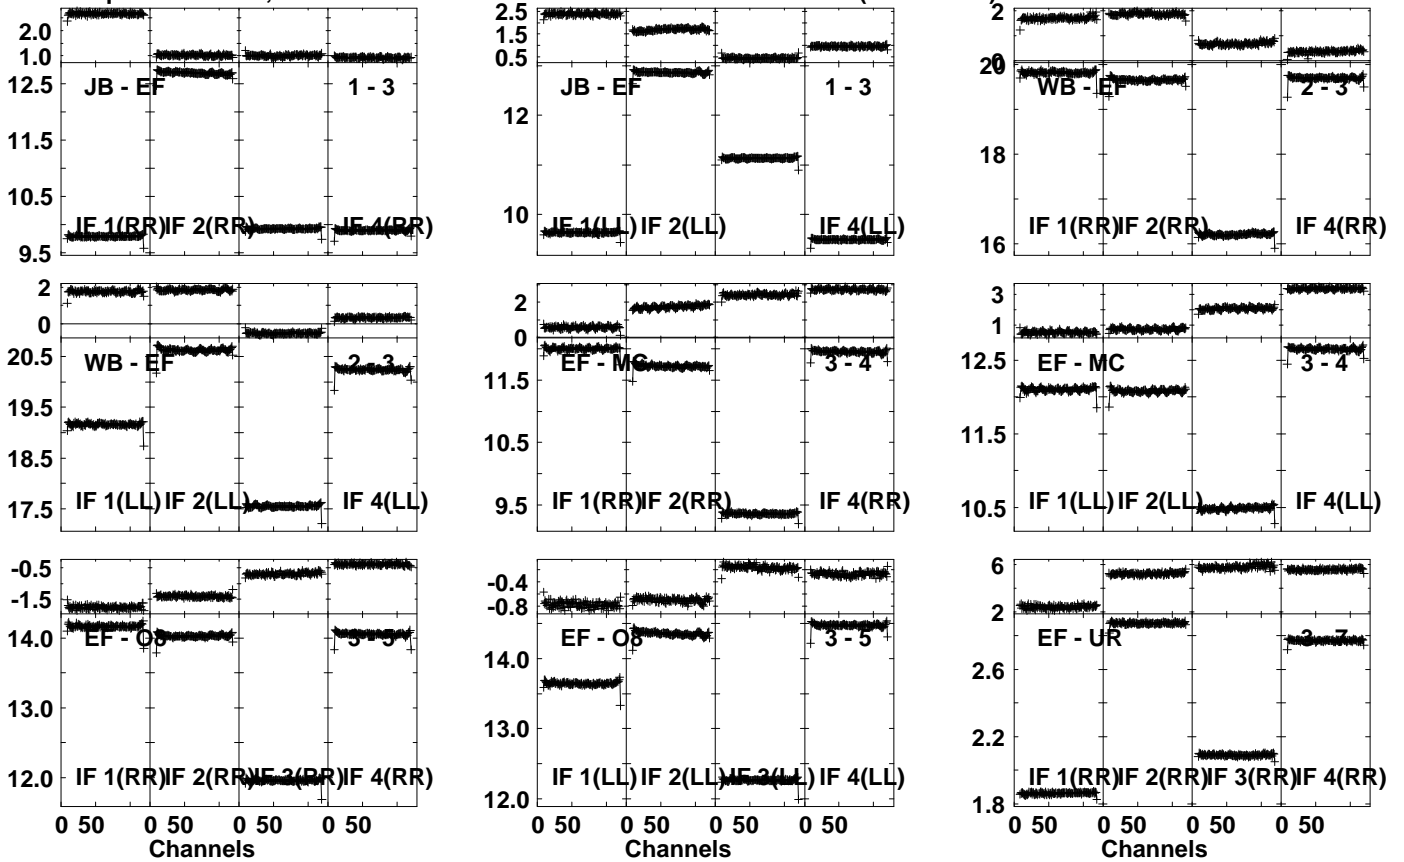 2.0
1.0
12.5
11.5
10.5
9.5
JB - EF
1 - 3
IF 1(RR)
IF 2(RR)
IF 4(RR)
2.5
1.5
0.5
12
10
JB - EF
1 - 3
IF 1(LL)
IF 2(LL)
IF 4(LL)
2
0
20
18
16
WB - EF
2 - 3
IF 1(RR)
IF 2(RR)
IF 4(RR)
2
0
20.5
19.5
18.5
17.5
WB - EF
2 - 3
IF 1(LL)
IF 2(LL)
IF 4(LL)
2
0
11.5
10.5
9.5
EF - MC
3 - 4
IF 1(RR)
IF 2(RR)
IF 4(RR)
3
1
12.5
11.5
10.5
EF - MC
3 - 4
IF 1(LL)
IF 2(LL)
IF 4(LL)
-0.5
-1.5
14.0
13.0
12.0
EF - O8
3 - 5
IF 1(RR)
IF 2(RR)
IF 3(RR)
IF 4(RR)
0 50 0 50 0 50 0 50
Channels
-0.4
-0.8
14.0
13.0
12.0
EF - O8
3 - 5
IF 1(LL)
IF 2(LL)
IF 3(LL)
IF 4(LL)
0 50 0 50 0 50 0 50
Channels
6
2
2.6
2.2
1.8
EF - UR
3 - 7
IF 1(RR)
IF 2(RR)
IF 3(RR)
IF 4(RR)
0 50 0 50 0 50 0 50
Channels